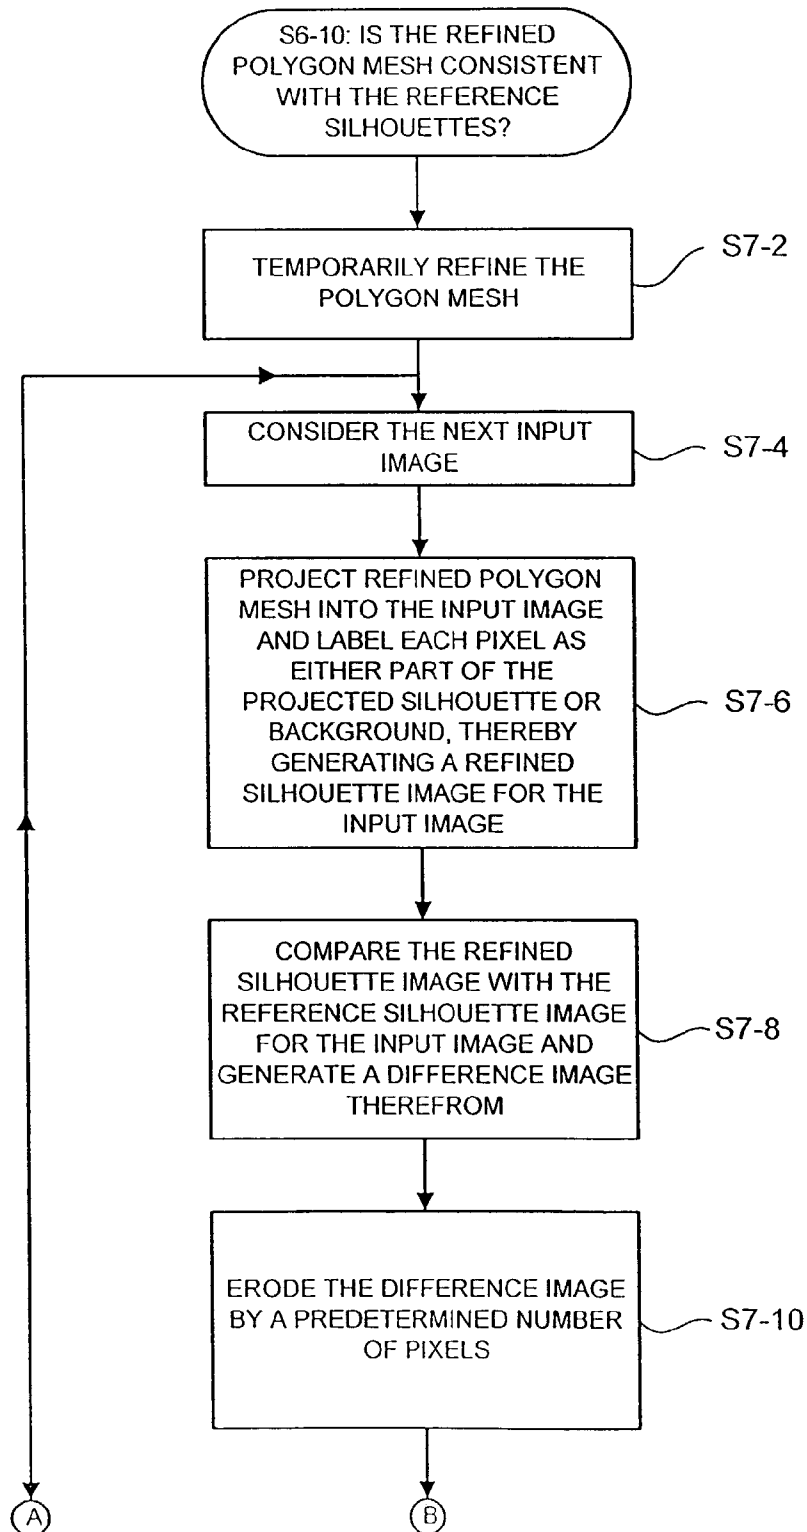 S6-10: IS THE REFINED
POLYGON MESH CONSISTENT
WITH THE REFERENCE
SILHOUETTES?
TEMPORARILY REFINE THE
POLYGON MESH
S7-2
CONSIDER THE NEXT INPUT
IMAGE
S7-4
PROJECT REFINED POLYGON
MESH INTO THE INPUT IMAGE
AND LABEL EACH PIXEL AS
EITHER PART OF THE
PROJECTED SILHOUETTE OR
BACKGROUND, THEREBY
GENERATING A REFINED
SILHOUETTE IMAGE FOR THE
INPUT IMAGE
S7-6
COMPARE THE REFINED
SILHOUETTE IMAGE WITH THE
REFERENCE SILHOUETTE IMAGE
FOR THE INPUT IMAGE AND
GENERATE A DIFFERENCE IMAGE
THEREFROM
S7-8
ERODE THE DIFFERENCE IMAGE
BY A PREDETERMINED NUMBER
OF PIXELS
S7-10
A
B